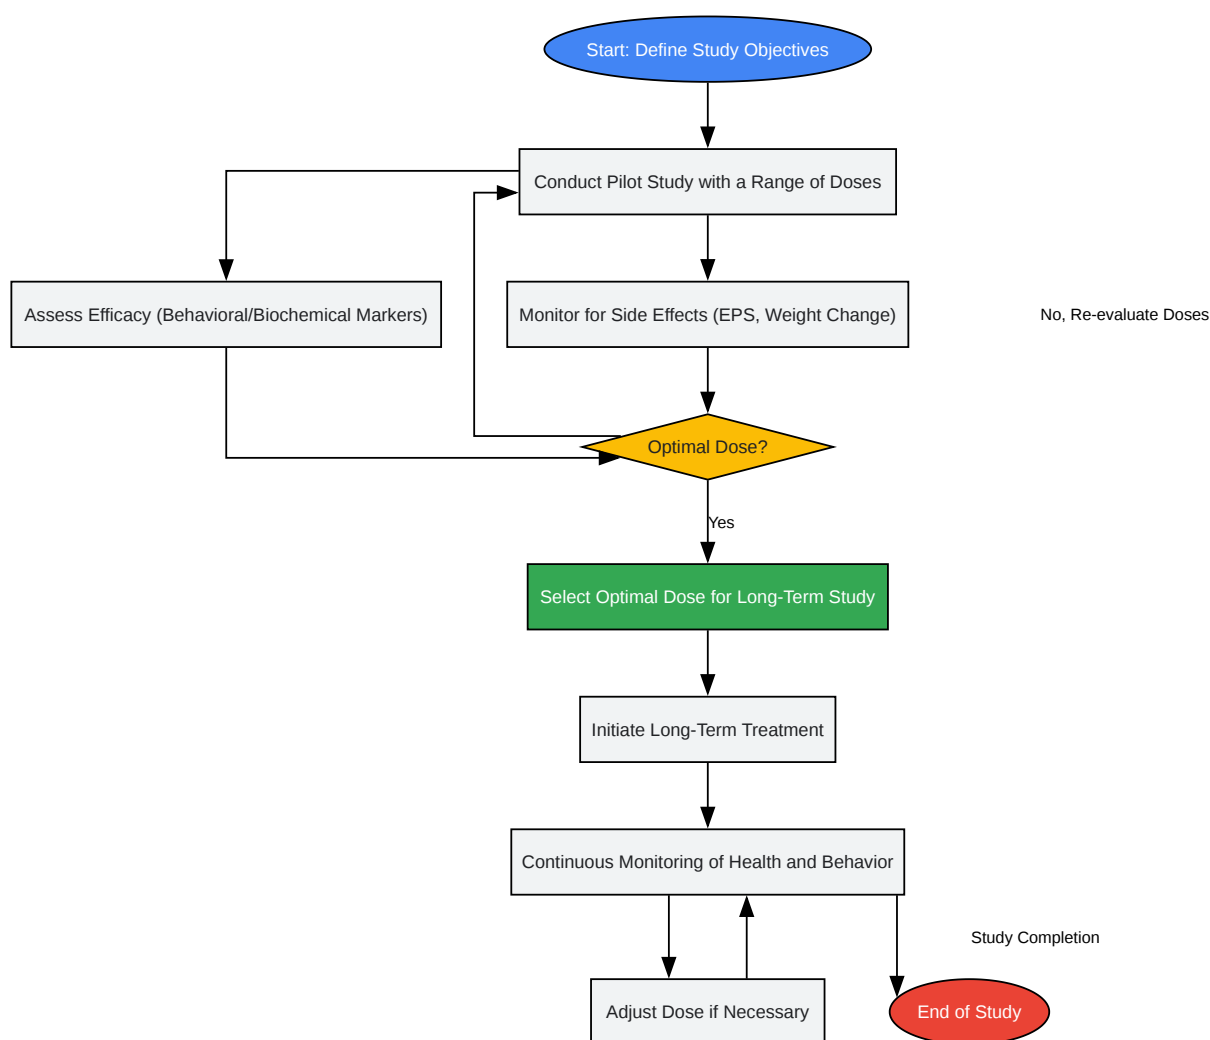 Start: Define Study Objectives
Conduct Pilot Study with a Range of Doses
Assess Efficacy (Behavioral/Biochemical Markers)
Monitor for Side Effects (EPS, Weight Change)
No, Re-evaluate Doses
Optimal Dose?
Yes
Select Optimal Dose for Long-Term Study
Initiate Long-Term Treatment
Continuous Monitoring of Health and Behavior
Study Completion
Adjust Dose if Necessary
End of Study